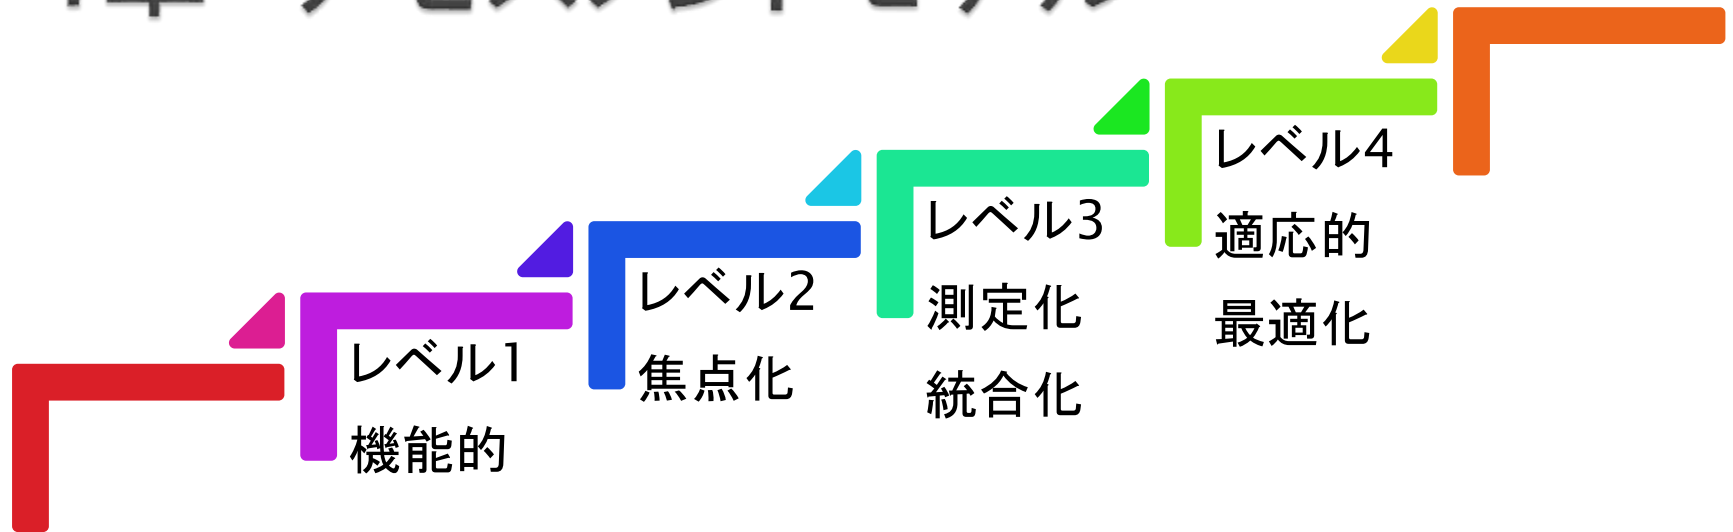 レベル1
機能的
レベル2
焦点化
レベル3
測定化
統合化
レベル4
適応的
最適化